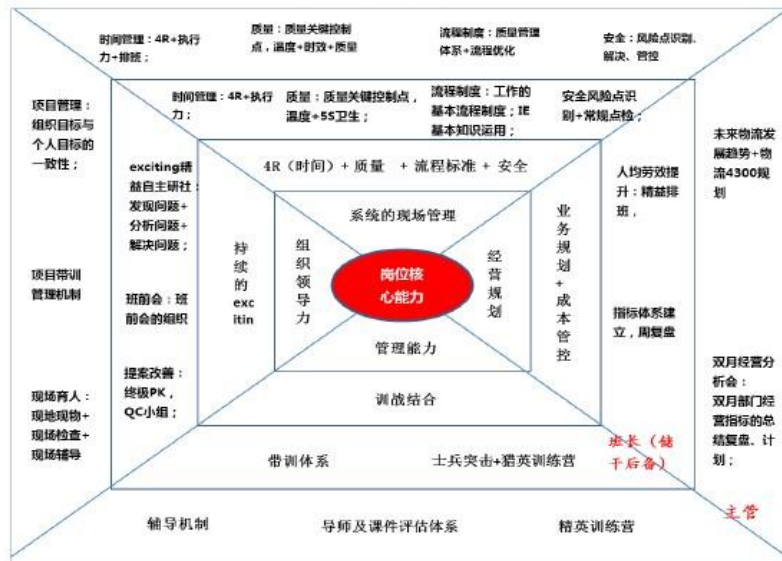 时间管理：4R+执行
力+排班；
质量：质量关键控制
点，温度+时效+质量
流程制度：质量管理
体系+流程优化
安全：风险点识别、
解决、管控
时间管理：4R+执行
力；
质量：质量关键控制点，
温度+5S卫生；
流程制度：工作的
基本流程制度；IE
基本知识运用；
安全风险点识
别+常规点检；
项目管理：
组织目标与
个人目标的
一致性；
exciting精
益自主研社：
发现问题+
分析问题+
解决问题；
4R（时间）+ 质量 + 流程标准 + 安全
系统的现场管理
人均劳效提
升：精益排
班，
未来物流发
展趋势+物
流4300规
划
持续的
excitin
组织领导力
岗位核
心能力
经营规划
业务规划+成本管控
项目带训
管理机制
班前会：班
前会的组织
指标体系建
立，周复盘
管理能力
提案改善：
终极PK，
QC小组；
训战结合
现场育人：
现地现物+
现场检查+
现场辅导
双月经营分
析会：
双月部门经
营指标的总
结复盘、计
划；
带训体系
士兵突击+猎英训练营
班长（储
干后备）
辅导机制
导师及课件评估体系
精英训练营
主管